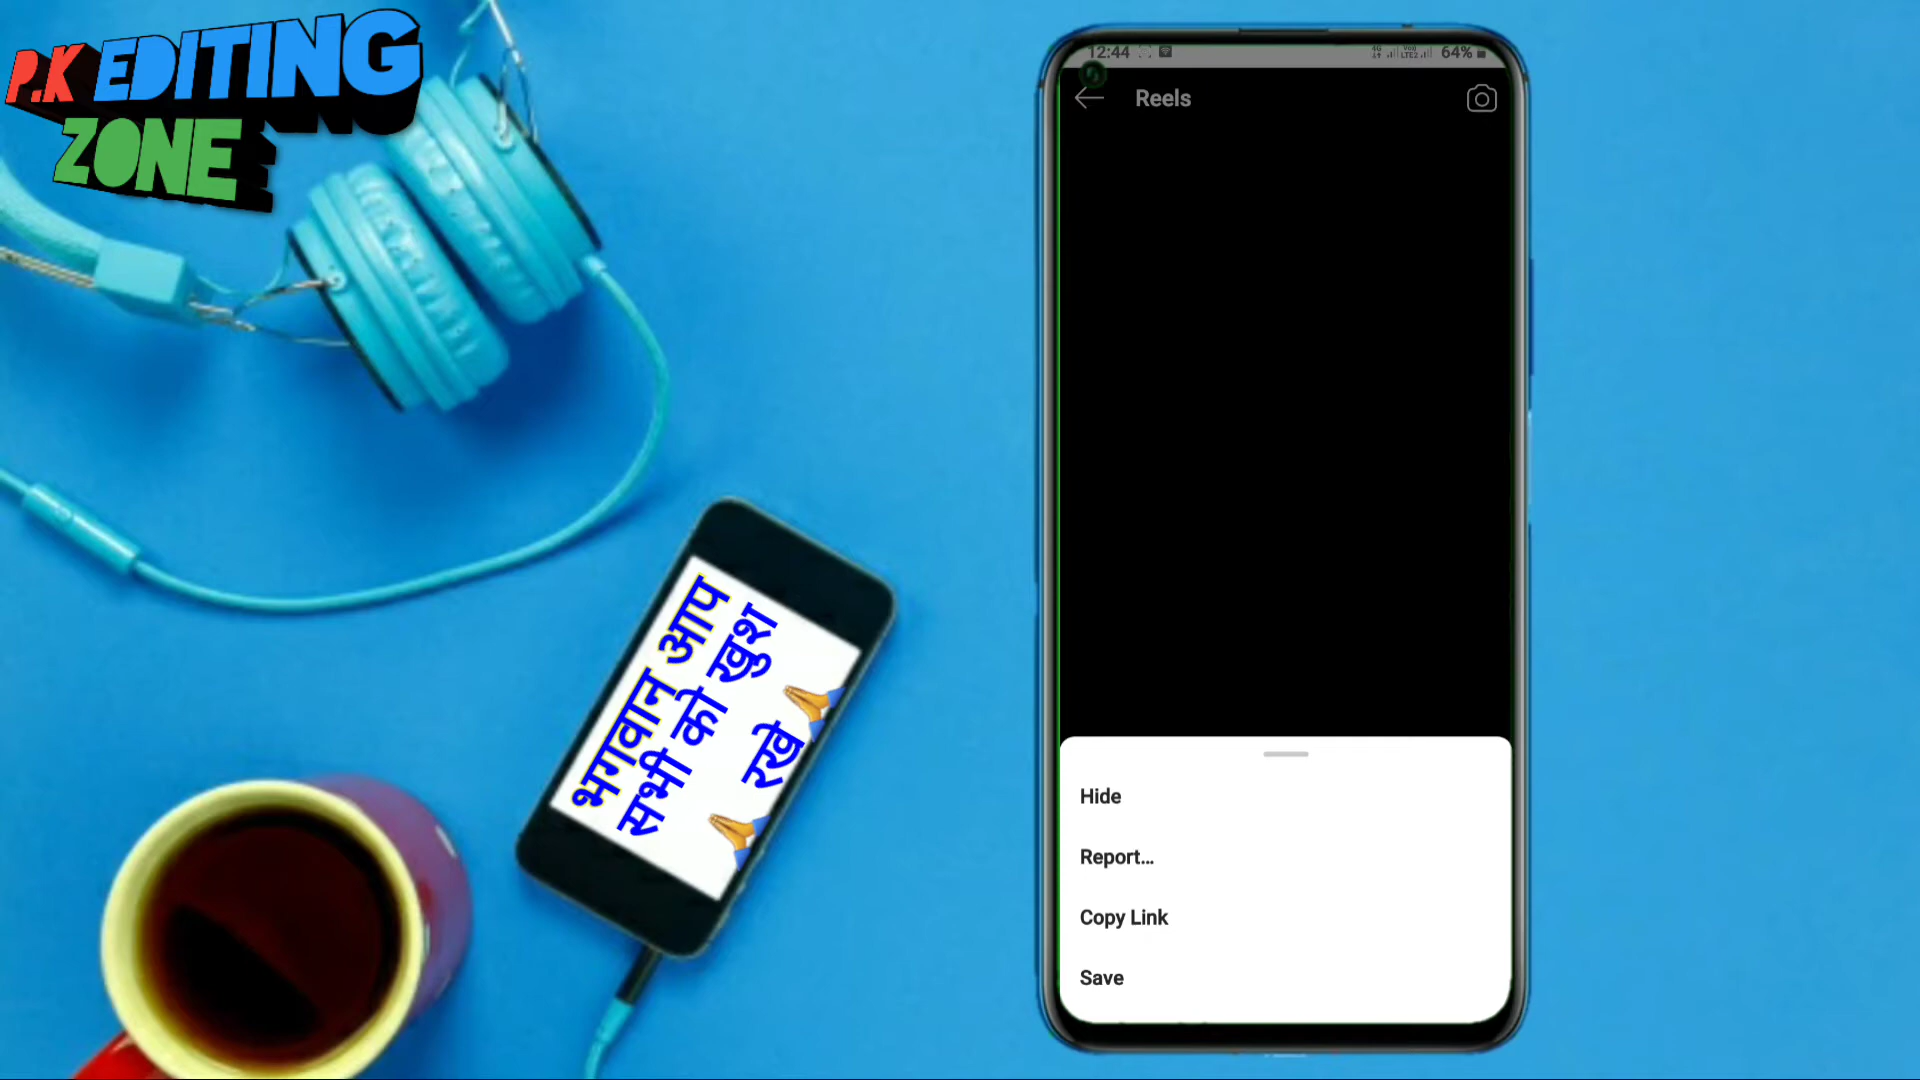 P.K EDITING
ZONE
12:44
64%
Reels
भगवान आप
सभी को खुश
रखे
Hide
Report...
Copy Link
Save